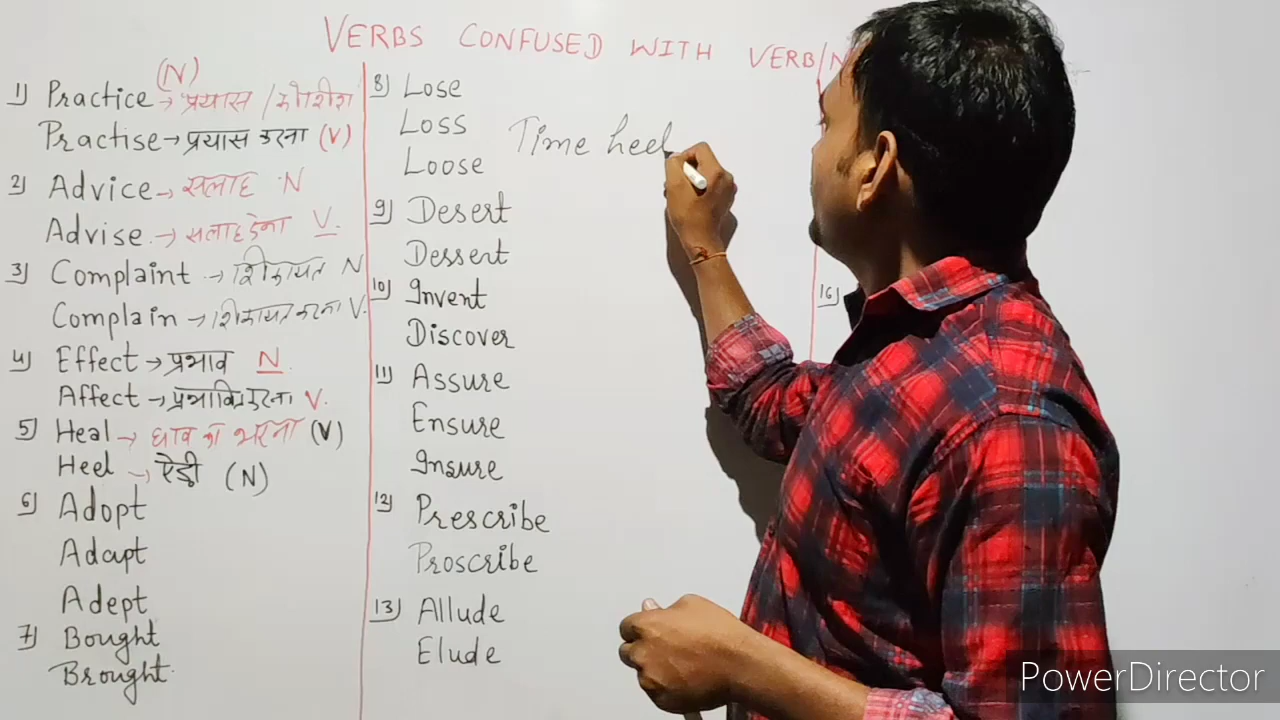 VERBS CONFUSED WITH VERB/N
1) Practice (N) → प्रयास / कोशिश
Practise → प्रयास करना (V)
2) Advice → सलाह N
Advise → सलाह देना V.
3) Complaint → शिकायत N
Complain → शिकायत करना V.
4) Effect → प्रभाव N.
Affect → प्रभावित करना V.
5) Heal → घाव का भरना (V)
Heel → ऐड़ी (N)
6) Adopt
Adapt
Adept
7) Bought
Brought
8) Lose
Loss
Loose
Time heel
9) Desert
Dessert
10) Invent
Discover
11) Assure
Ensure
Insure
12) Prescribe
Proscribe
13) Allude
Elude
16)
PowerDirector